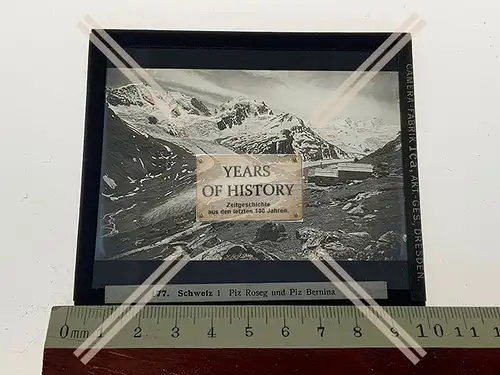 CAMERA-FABRIK Ica, AKT.-GES., DRESDEN.
YEARS
OF HISTORY
Zeitgeschichte
aus den letzten 100 Jahren.
77. Schweiz 1 Piz Roseg und Piz Bernina
0mm 1 2 3 4 5 6 7 8 9 10 11